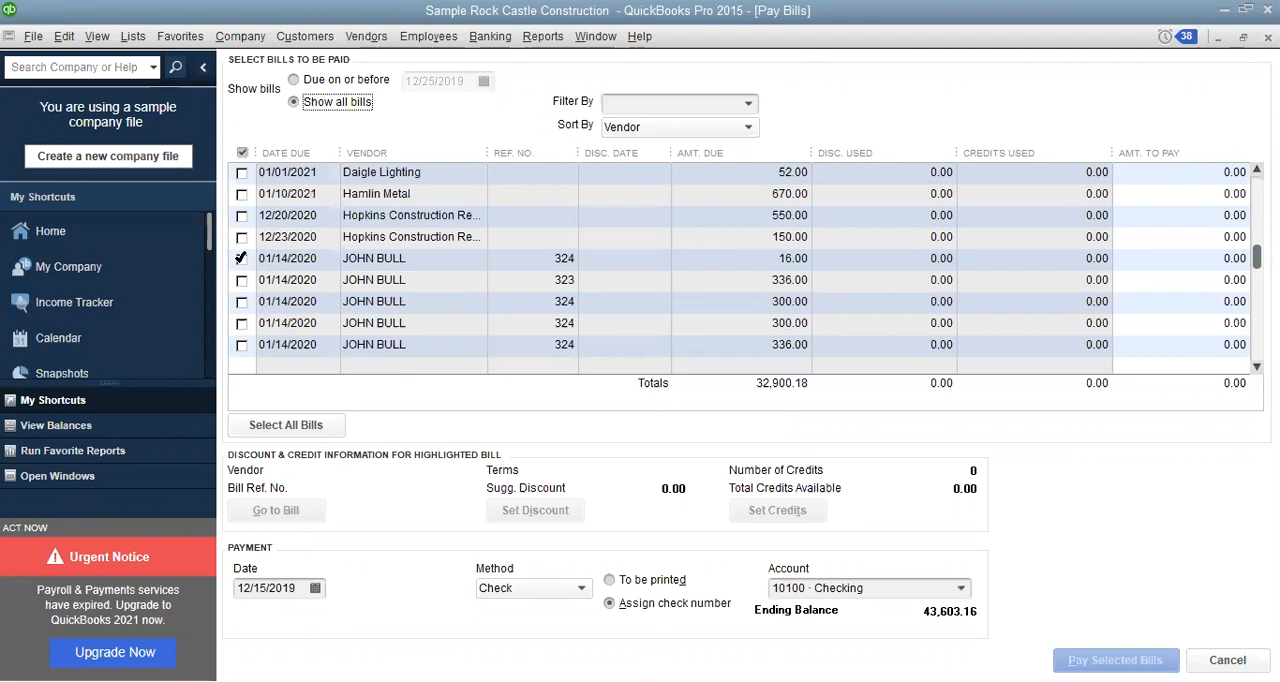 Sample Rock Castle Construction - QuickBooks Pro 2015 - [Pay Bills]
File Edit View Lists Favorites Company Customers Vendors Employees Banking Reports Window Help 38
Search Company or Help
You are using a sample
company file
Create a new company file
My Shortcuts
Home
My Company
Income Tracker
Calendar
Snapshots
My Shortcuts
View Balances
Run Favorite Reports
Open Windows
ACT NOW
Urgent Notice
Payroll & Payments services
have expired. Upgrade to
QuickBooks 2021 now.
Upgrade Now
SELECT BILLS TO BE PAID
Show bills
Due on or before 12/25/2019
Show all bills
Filter By
Sort By Vendor
DATE DUE VENDOR REF. NO. DISC. DATE AMT. DUE DISC. USED CREDITS USED AMT. TO PAY
01/01/2021 Daigle Lighting 52.00 0.00 0.00 0.00
01/10/2021 Hamlin Metal 670.00 0.00 0.00 0.00
12/20/2020 Hopkins Construction Re... 550.00 0.00 0.00 0.00
12/23/2020 Hopkins Construction Re... 150.00 0.00 0.00 0.00
01/14/2020 JOHN BULL 324 16.00 0.00 0.00 0.00
01/14/2020 JOHN BULL 323 336.00 0.00 0.00 0.00
01/14/2020 JOHN BULL 324 300.00 0.00 0.00 0.00
01/14/2020 JOHN BULL 324 300.00 0.00 0.00 0.00
01/14/2020 JOHN BULL 324 336.00 0.00 0.00 0.00
Totals 32,900.18 0.00 0.00 0.00
Select All Bills
DISCOUNT & CREDIT INFORMATION FOR HIGHLIGHTED BILL
Vendor Terms Number of Credits 0
Bill Ref. No. Sugg. Discount 0.00 Total Credits Available 0.00
Go to Bill Set Discount Set Credits
PAYMENT
Date Method Account
12/15/2019 Check To be printed 10100 · Checking
Assign check number Ending Balance 43,603.16
Pay Selected Bills Cancel